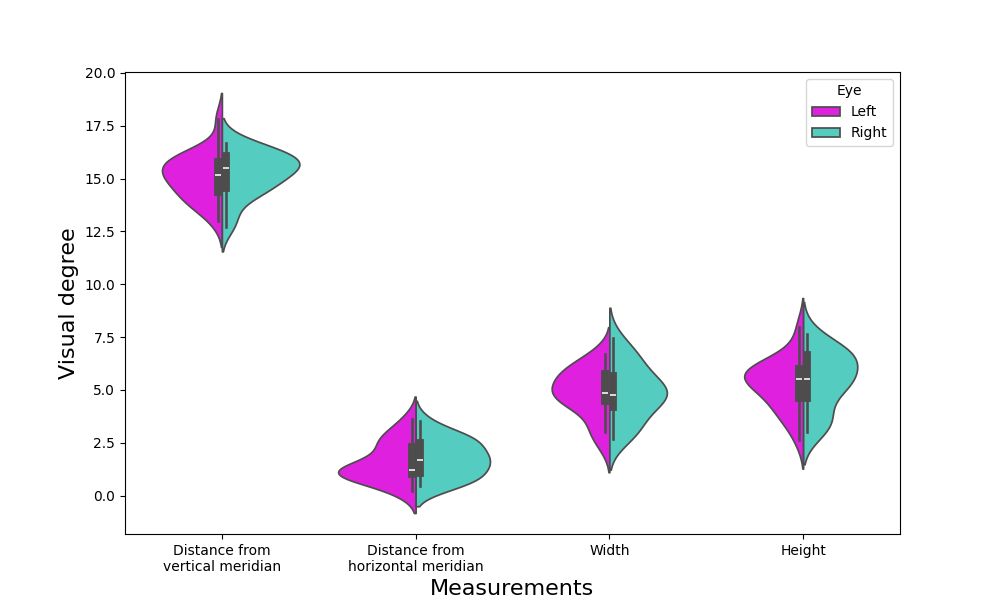 20.0
17.5
15.0
12.5
10.0
7.5
5.0
2.5
0.0
Visual degree
Eye
Left
Right
Distance from
vertical meridian
Distance from
horizontal meridian
Width
Height
Measurements